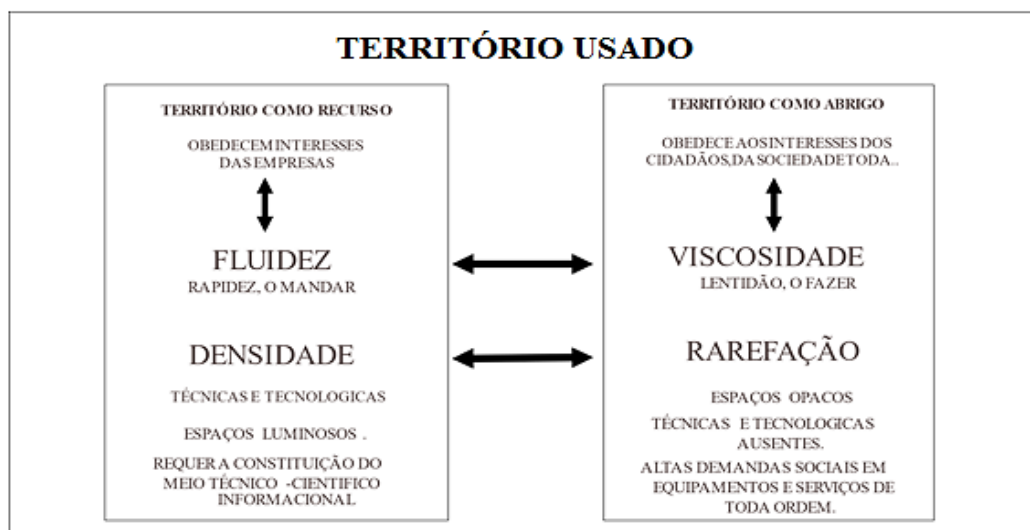 TERRITÓRIO USADO
TERRITÓRIO COMO RECURSO
OBEDECEM INTERESSES
DAS EMPRESAS
FLUIDEZ
RAPIDEZ, O MANDAR
DENSIDADE
TÉCNICAS E TECNOLOGICAS
ESPAÇOS LUMINOSOS .
REQUER A CONSTITUIÇÃO DO
MEIO TÉCNICO -CIENTIFICO
INFORMACIONAL
TERRITÓRIO COMO ABRIGO
OBEDECE AOS INTERESSES DOS
CIDADÃOS,DA SOCIEDADE TODA..
VISCOSIDADE
LENTIDÃO, O FAZER
RAREFAÇÃO
ESPAÇOS OPACOS
TÉCNICAS E TECNOLOGICAS
AUSENTES.
ALTAS DEMANDAS SOCIAIS EM
EQUIPAMENTOS E SERVIÇOS DE
TODA ORDEM.